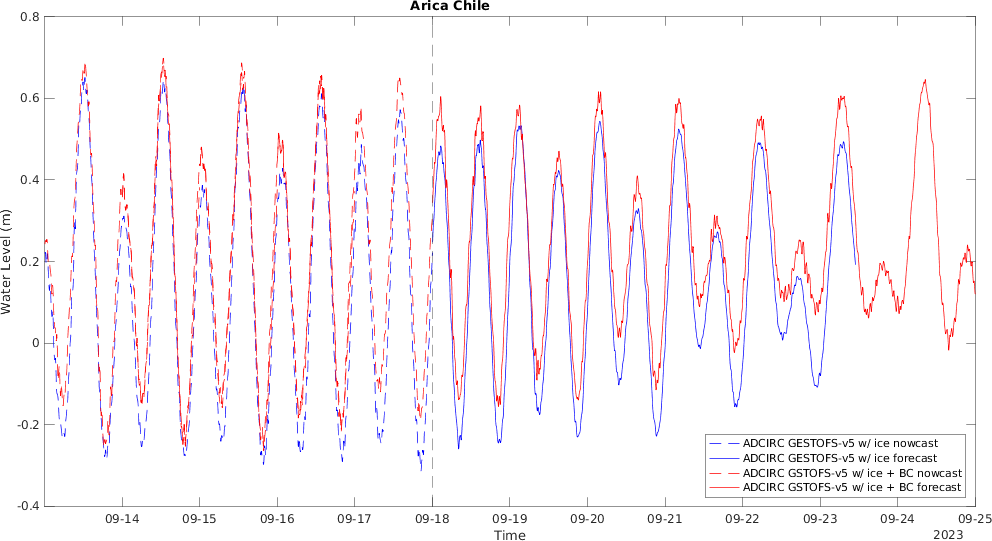 Arica Chile
0.8
0.6
0.4
0.2
0
-0.2
-0.4
Water Level (m)
09-14 09-15 09-16 09-17 09-18 09-19 09-20 09-21 09-22 09-23 09-24 09-25
Time
2023
ADCIRC GESTOFS-v5 w/ ice nowcast
ADCIRC GESTOFS-v5 w/ ice forecast
ADCIRC GSTOFS-v5 w/ ice + BC nowcast
ADCIRC GSTOFS-v5 w/ ice + BC forecast